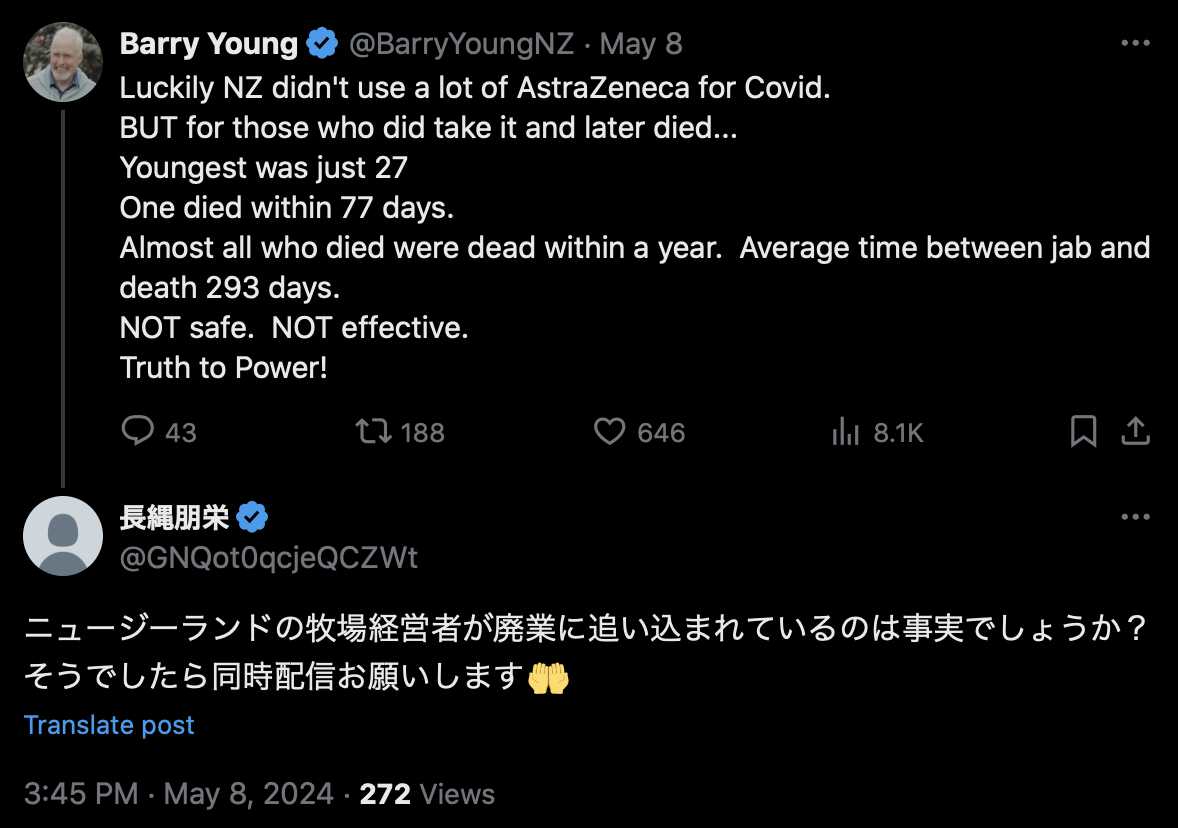 Barry Young @BarryYoungNZ · May 8
Luckily NZ didn't use a lot of AstraZeneca for Covid.
BUT for those who did take it and later died...
Youngest was just 27
One died within 77 days.
Almost all who died were dead within a year.  Average time between jab and
death 293 days.
NOT safe.  NOT effective.
Truth to Power!
43 188 646 8.1K
長縄朋栄
@GNQot0qcjeQCZWt
ニュージーランドの牧場経営者が廃業に追い込まれているのは事実でしょうか？
そうでしたら同時配信お願いします🤲
Translate post
3:45 PM · May 8, 2024 · 272 Views